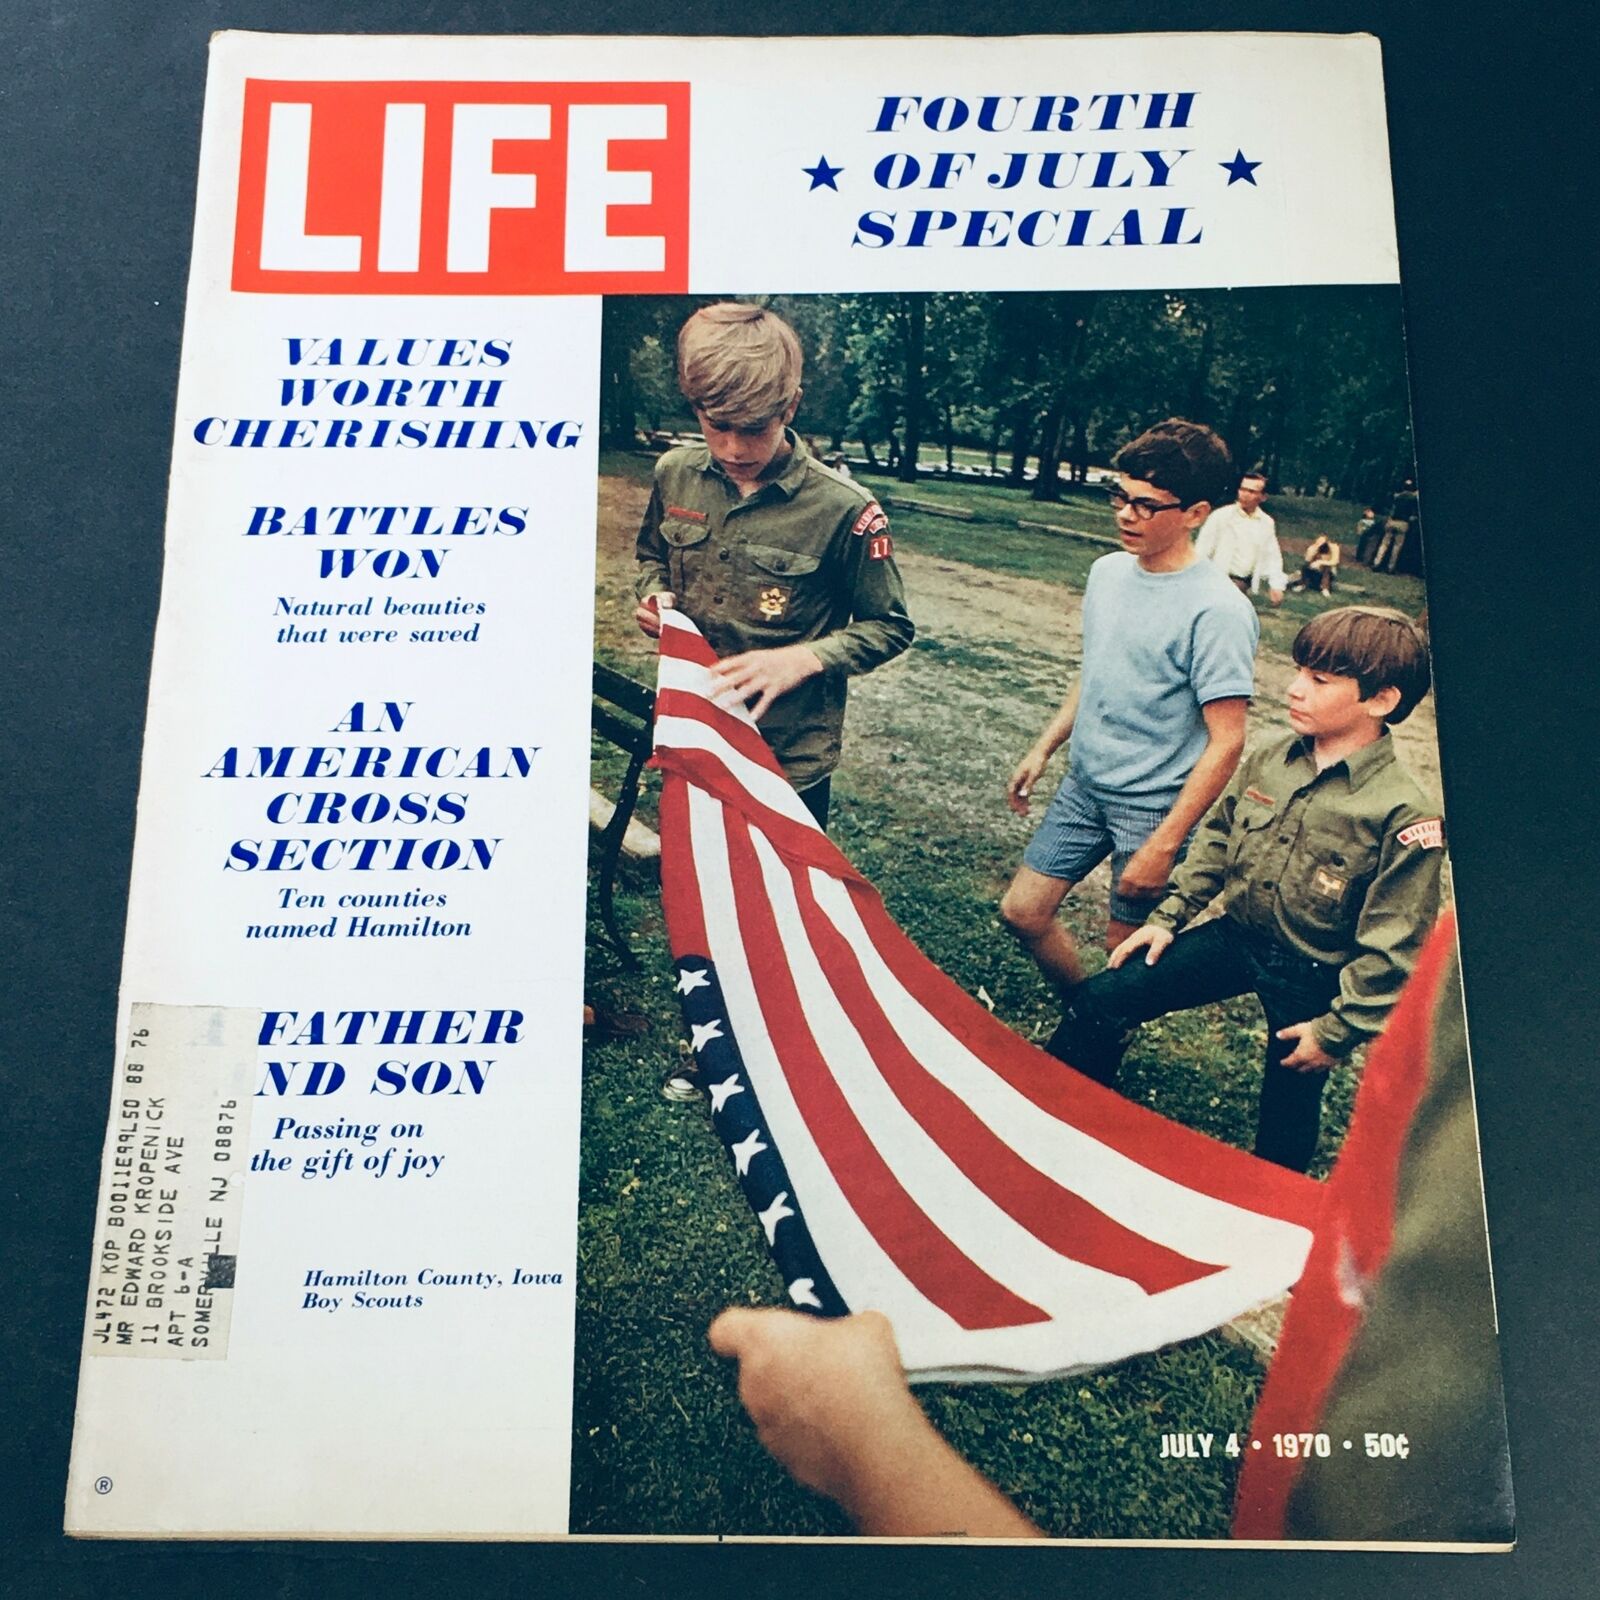 LIFE
FOURTH
★ OF JULY ★
SPECIAL
VALUES
WORTH
CHERISHING
BATTLES
WON
Natural beauties
that were saved
AN
AMERICAN
CROSS
SECTION
Ten counties
named Hamilton
FATHER
ND SON
Passing on
the gift of joy
Hamilton County, Iowa
Boy Scouts
JL472 KOP B0011E99L50 88 76
MR EDWARD KROPENICK
11 BROOKSIDE AVE
APT 6-A
SOMERVILLE NJ 08876
17
JULY 4 • 1970 • 50¢
®